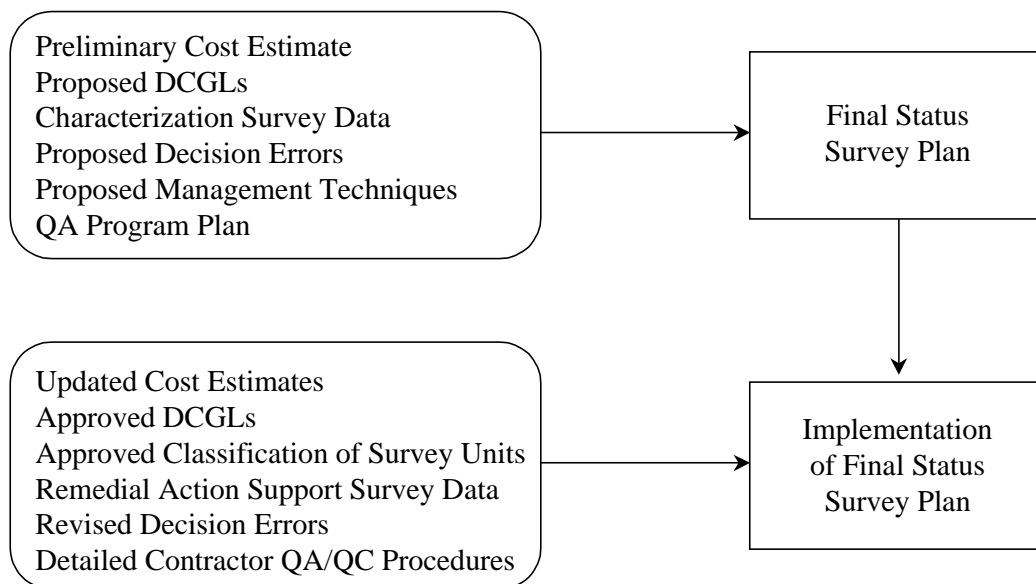 Preliminary Cost Estimate
Proposed DCGLs
Characterization Survey Data
Proposed Decision Errors
Proposed Management Techniques
QA Program Plan
Final Status
Survey Plan
Updated Cost Estimates
Approved DCGLs
Approved Classification of Survey Units
Remedial Action Support Survey Data
Revised Decision Errors
Detailed Contractor QA/QC Procedures
Implementation
of Final Status
Survey Plan